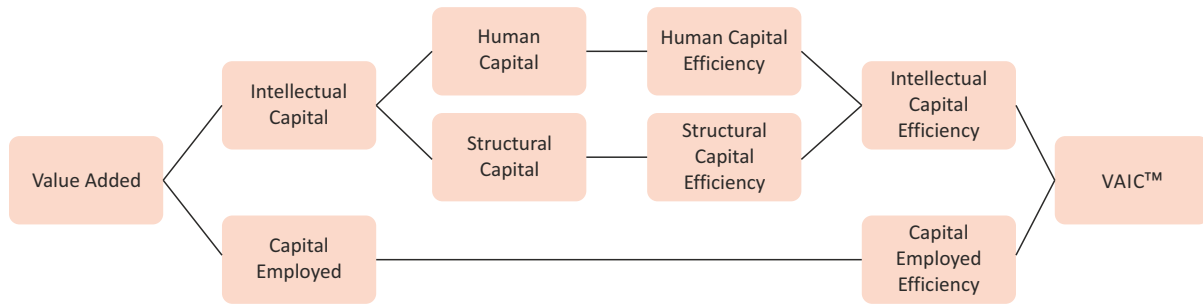 Value Added
Intellectual
Capital
Capital
Employed
Human
Capital
Structural
Capital
Human Capital
Efficiency
Structural
Capital
Efficiency
Intellectual
Capital
Efficiency
Capital
Employed
Efficiency
VAIC™